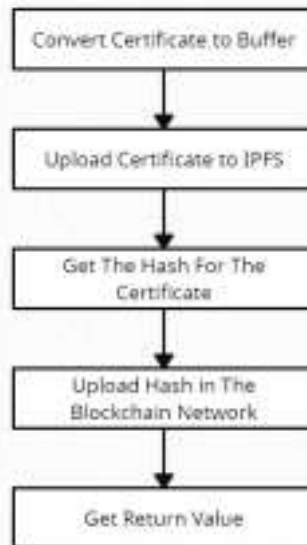 Convert Certificate to Buffer
Upload Certificate to IPFS
Get The Hash For The
Certificate
Upload Hash in The
Blockchain Network
Get Return Value